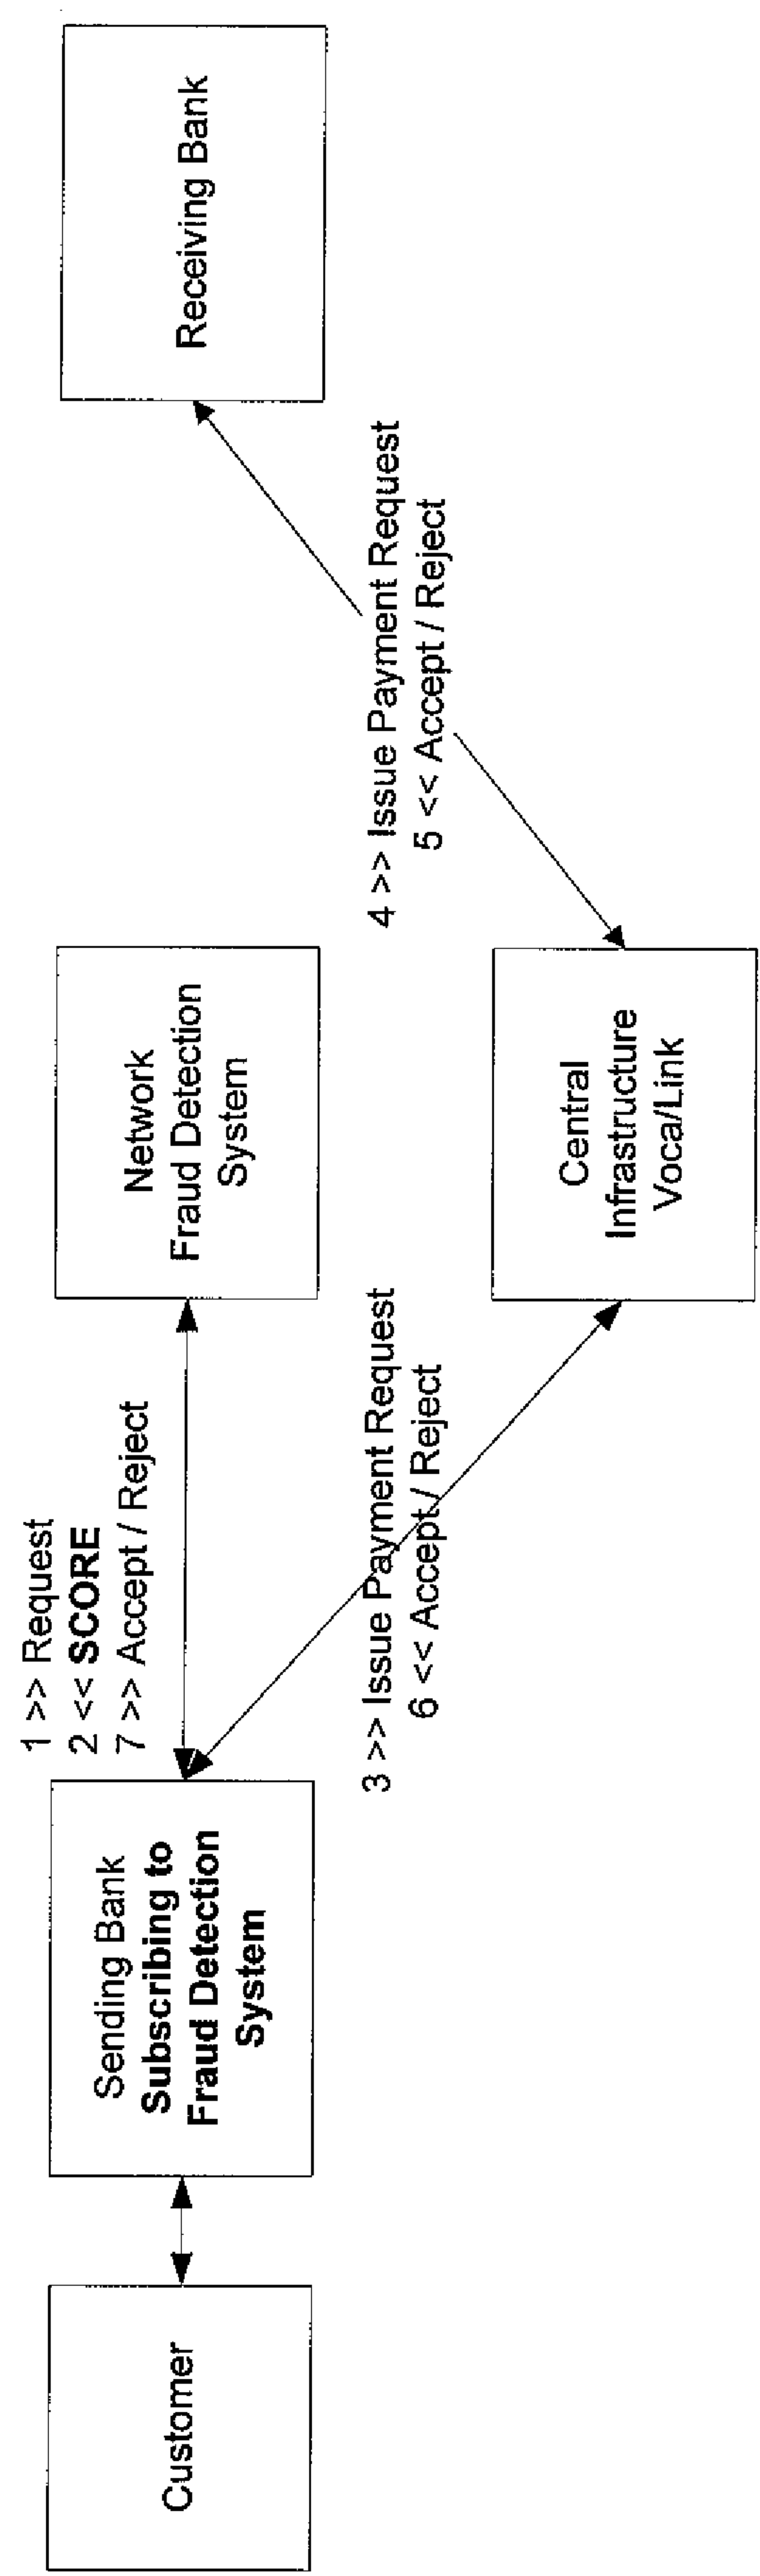 Customer
Sending Bank
Subscribing to
Fraud Detection
System
1 >> Request
2 << SCORE
7 >> Accept / Reject
Network
Fraud Detection
System
3 >> Issue Payment Request
6 << Accept / Reject
Central
Infrastructure
Voca/Link
4 >> Issue Payment Request
5 << Accept / Reject
Receiving Bank